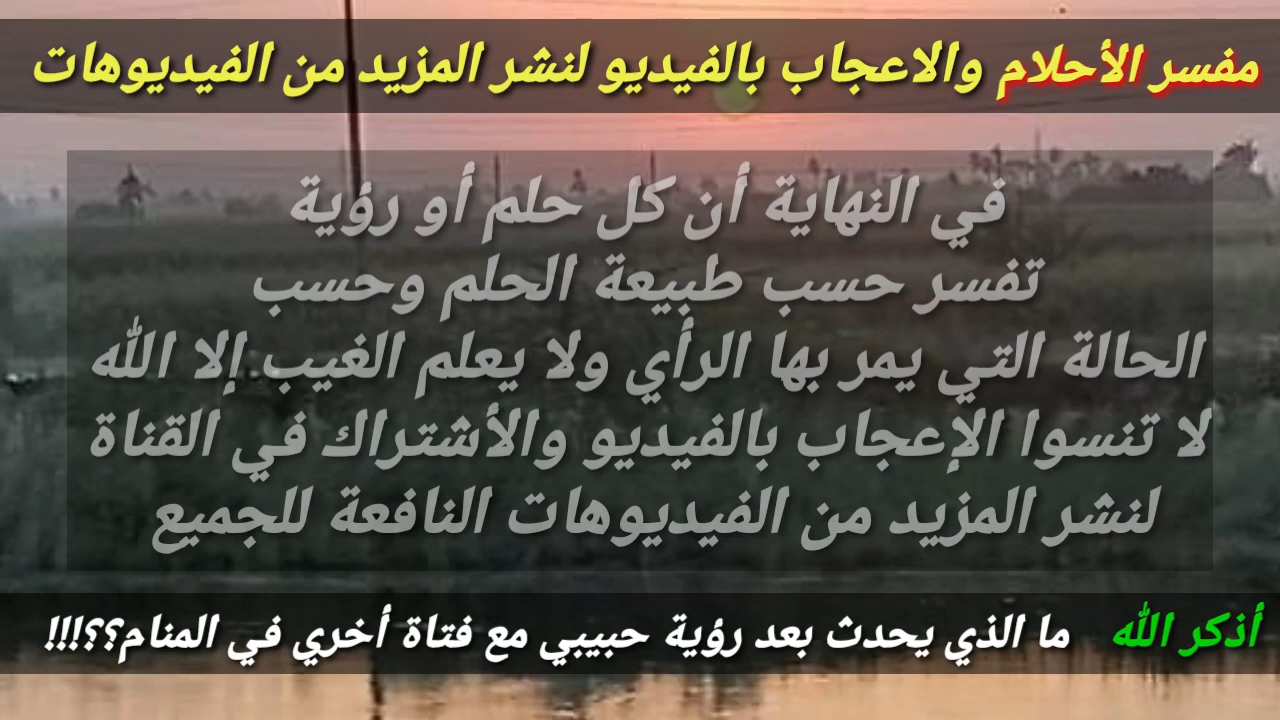 مفسر الأحلام والاعجاب بالفيديو لنشر المزيد من الفيديوهات
في النهاية أن كل حلم أو رؤية
تفسر حسب طبيعة الحلم وحسب
الحالة التي يمر بها الرأي ولا يعلم الغيب إلا الله
لا تنسوا الإعجاب بالفيديو والأشتراك في القناة
لنشر المزيد من الفيديوهات النافعة للجميع
أذكر الله ما الذي يحدث بعد رؤية حبيبي مع فتاة أخري في المنام؟؟!!!